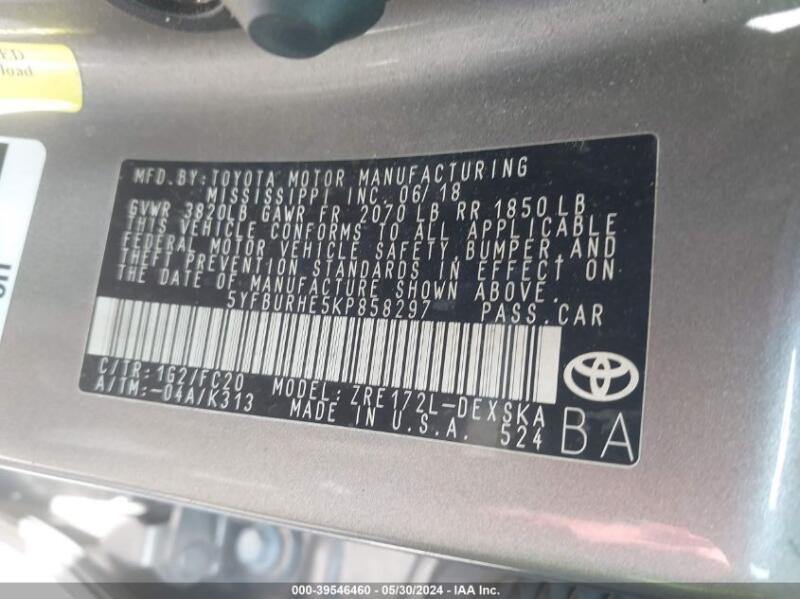 ED
load
MFD.BY:TOYOTA MOTOR MANUFACTURING
MISSISSIPPI INC. 06/18
GVWR 3820LB GAWR FR 2070 LB RR 1850 LB
THIS VEHICLE CONFORMS TO ALL APPLICABLE
FEDERAL MOTOR VEHICLE SAFETY,BUMPER,AND
THEFT PREVENTION STANDARDS IN EFFECT ON
THE DATE OF MANUFACTURE SHOWN ABOVE.
5YFBURHE5KP858297 PASS.CAR
C/TR:1G2/FC20 MODEL:ZRE172L-DEXSKA
A/TM:-04A/K313 MADE IN U.S.A. 524
BA
000-39546460 - 05/30/2024 - IAA Inc.